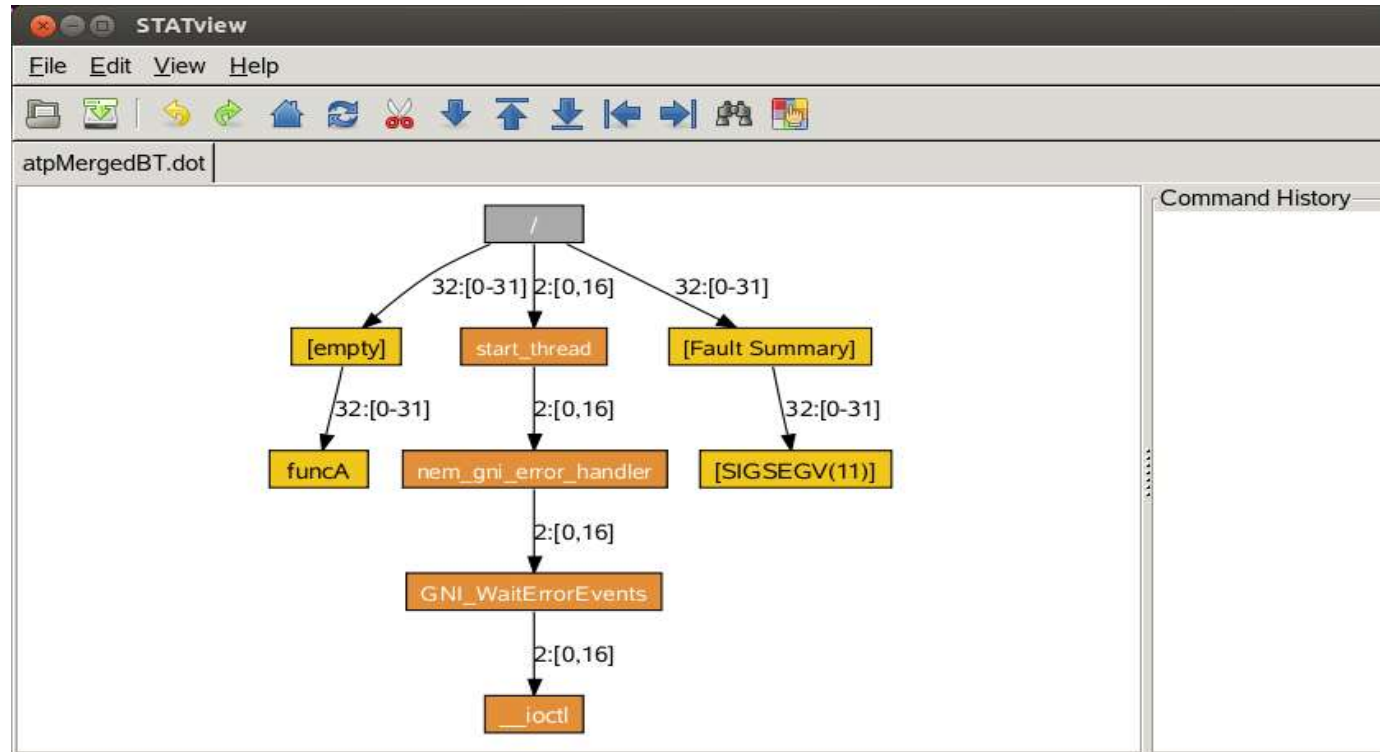 STATview
File Edit View Help
atpMergedBT.dot
Command History
/
32:[0-31] 2:[0,16] 32:[0-31]
[empty] start_thread [Fault Summary]
32:[0-31] 2:[0,16] 32:[0-31]
funcA nem_gni_error_handler [SIGSEGV(11)]
2:[0,16]
GNI_WaitErrorEvents
2:[0,16]
__ioctl